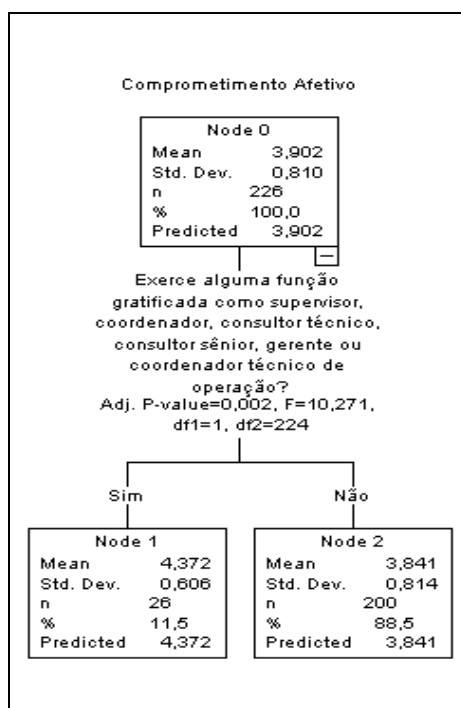 Comprometimento Afetivo
Node 0
Mean 3,902
Std. Dev. 0,810
n 226
% 100,0
Predicted 3,902
Exerce alguma função
gratificada como supervisor,
coordenador, consultor técnico,
consultor sênior, gerente ou
coordenador técnico de
operação?
Adj. P-value=0,002, F=10,271,
df1=1, df2=224
Sim
Não
Node 1
Mean 4,372
Std. Dev. 0,606
n 26
% 11,5
Predicted 4,372
Node 2
Mean 3,841
Std. Dev. 0,814
n 200
% 88,5
Predicted 3,841